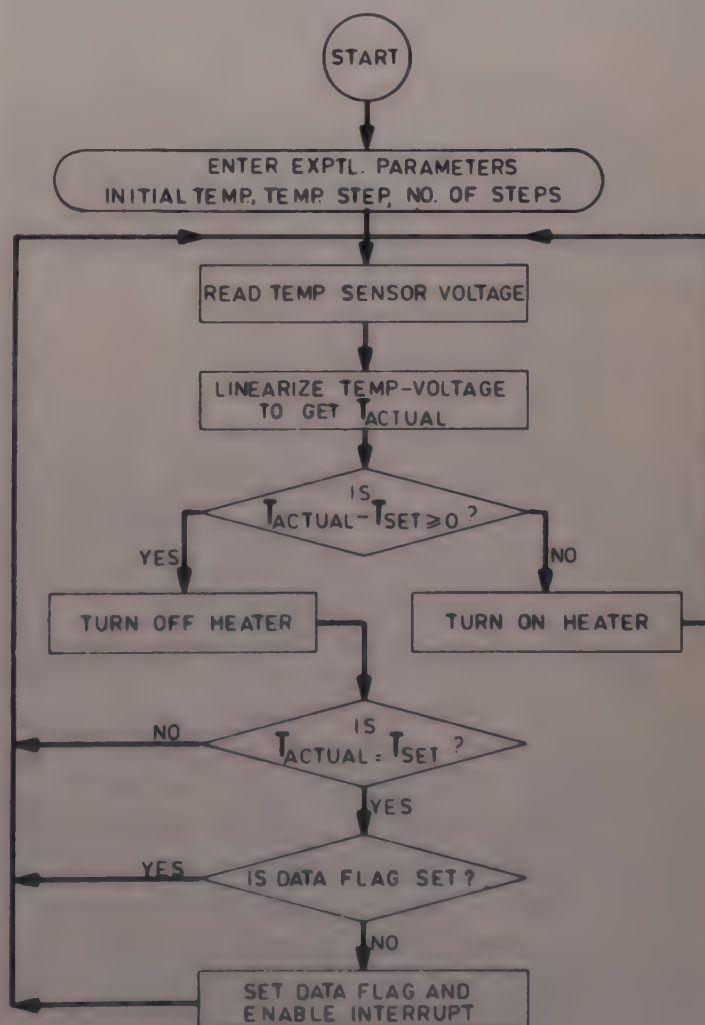 START
ENTER EXPTL. PARAMETERS
INITIAL TEMP, TEMP STEP, NO. OF STEPS
READ TEMP SENSOR VOLTAGE
LINEARIZE TEMP-VOLTAGE
TO GET TACTUAL
IS
TACTUAL-TSET ≥ 0 ?
YES
NO
TURN OFF HEATER
TURN ON HEATER
IS
TACTUAL = TSET ?
NO
YES
IS DATA FLAG SET ?
YES
NO
SET DATA FLAG AND
ENABLE INTERRUPT